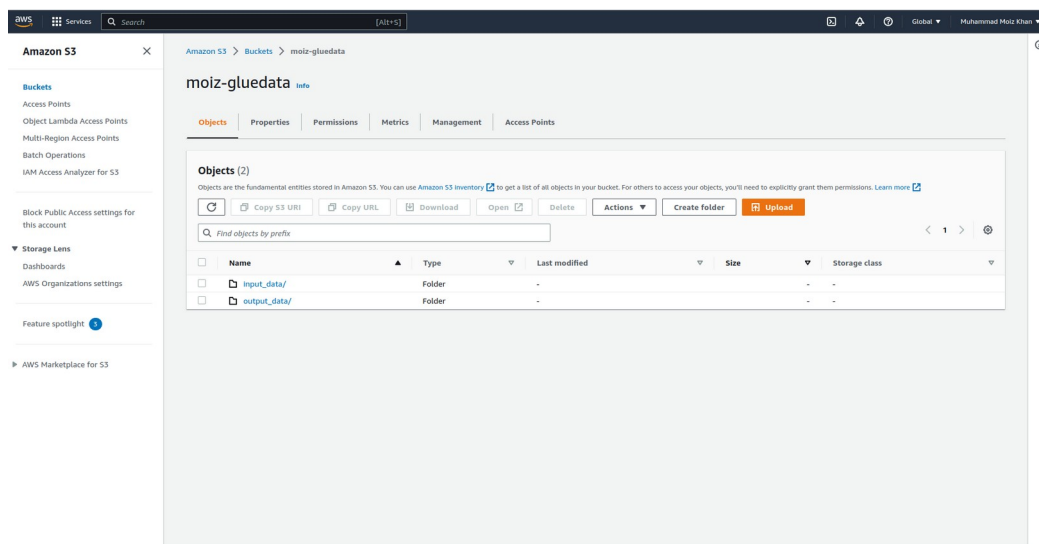 aws Services Search [Alt+S] Global Muhammad Moiz Khan
Amazon S3
Buckets
Access Points
Object Lambda Access Points
Multi-Region Access Points
Batch Operations
IAM Access Analyzer for S3
Block Public Access settings for
this account
Storage Lens
Dashboards
AWS Organizations settings
Feature spotlight 3
AWS Marketplace for S3
Amazon S3 > Buckets > moiz-gluedata
moiz-gluedata Info
Objects Properties Permissions Metrics Management Access Points
Objects (2)
Objects are the fundamental entities stored in Amazon S3. You can use Amazon S3 inventory to get a list of all objects in your bucket. For others to access your objects, you'll need to explicitly grant them permissions. Learn more
Copy S3 URI Copy URL Download Open Delete Actions Create folder Upload
Find objects by prefix < 1 >
Name Type Last modified Size Storage class
input_data/ Folder - - -
output_data/ Folder - - -